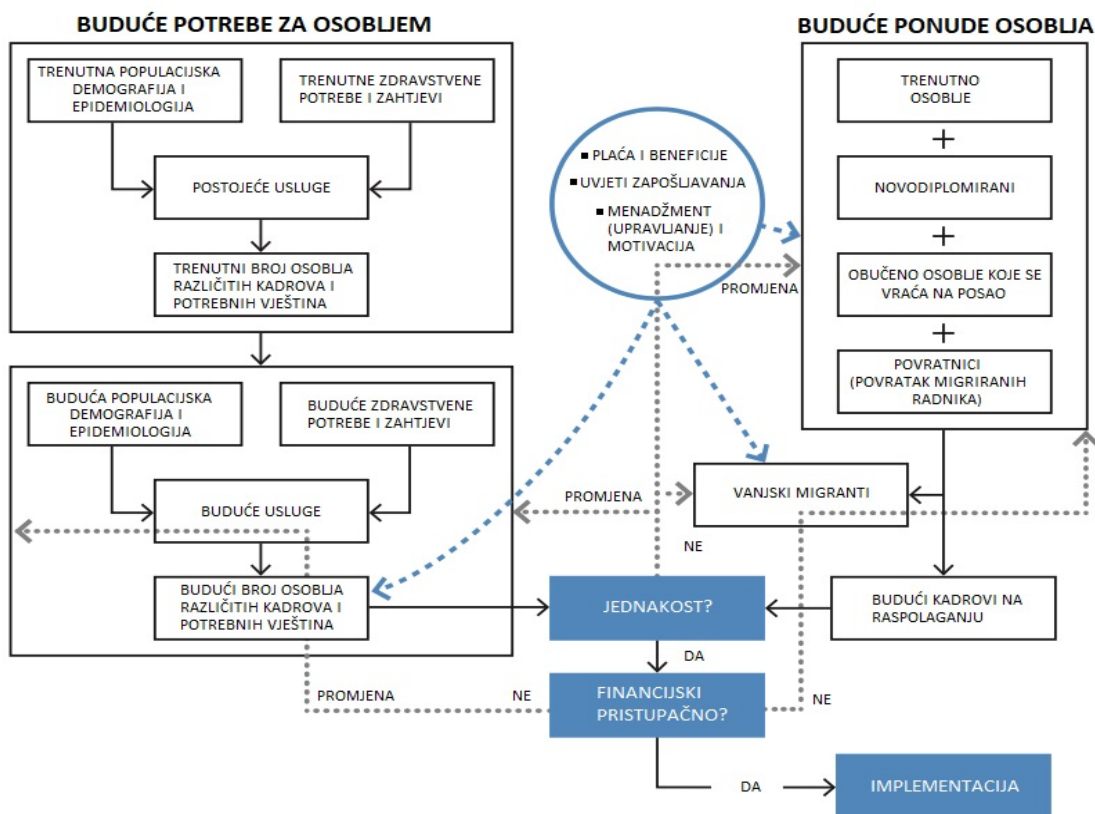 BUDUĆE POTREBE ZA OSOBLJEM
TRENUTNA POPULACIJSKA
DEMOGRAFIJA I
EPIDEMIOLOGIJA
TRENUTNE ZDRAVSTVENE
POTREBE I ZAHTJEVI
POSTOJEĆE USLUGE
TRENUTNI BROJ OSOBLJA
RAZLIČITIH KADROVA I
POTREBNIH VJEŠTINA
BUDUĆA POPULACIJSKA
DEMOGRAFIJA I
EPIDEMIOLOGIJA
BUDUĆE ZDRAVSTVENE
POTREBE I ZAHTJEVI
BUDUĆE USLUGE
BUDUĆI BROJ OSOBLJA
RAZLIČITIH KADROVA I
POTREBNIH VJEŠTINA
▪ PLAĆA I BENEFICIJE
▪ UVJETI ZAPOŠLJAVANJA
▪ MENADŽMENT
(UPRAVLJANJE) I
MOTIVACIJA
BUDUĆE PONUDE OSOBLJA
TRENUTNO
OSOBLJE
+
NOVODIPLOMIRANI
+
OBUČENO OSOBLJE KOJE SE
VRAĆA NA POSAO
+
POVRATNICI
(POVRATAK MIGRIRANIH
RADNIKA)
PROMJENA
PROMJENA
VANJSKI MIGRANTI
NE
JEDNAKOST?
BUDUĆI KADROVI NA
RASPOLAGANJU
DA
PROMJENA
NE
FINANCIJSKI
PRISTUPAČNO?
NE
DA
IMPLEMENTACIJA